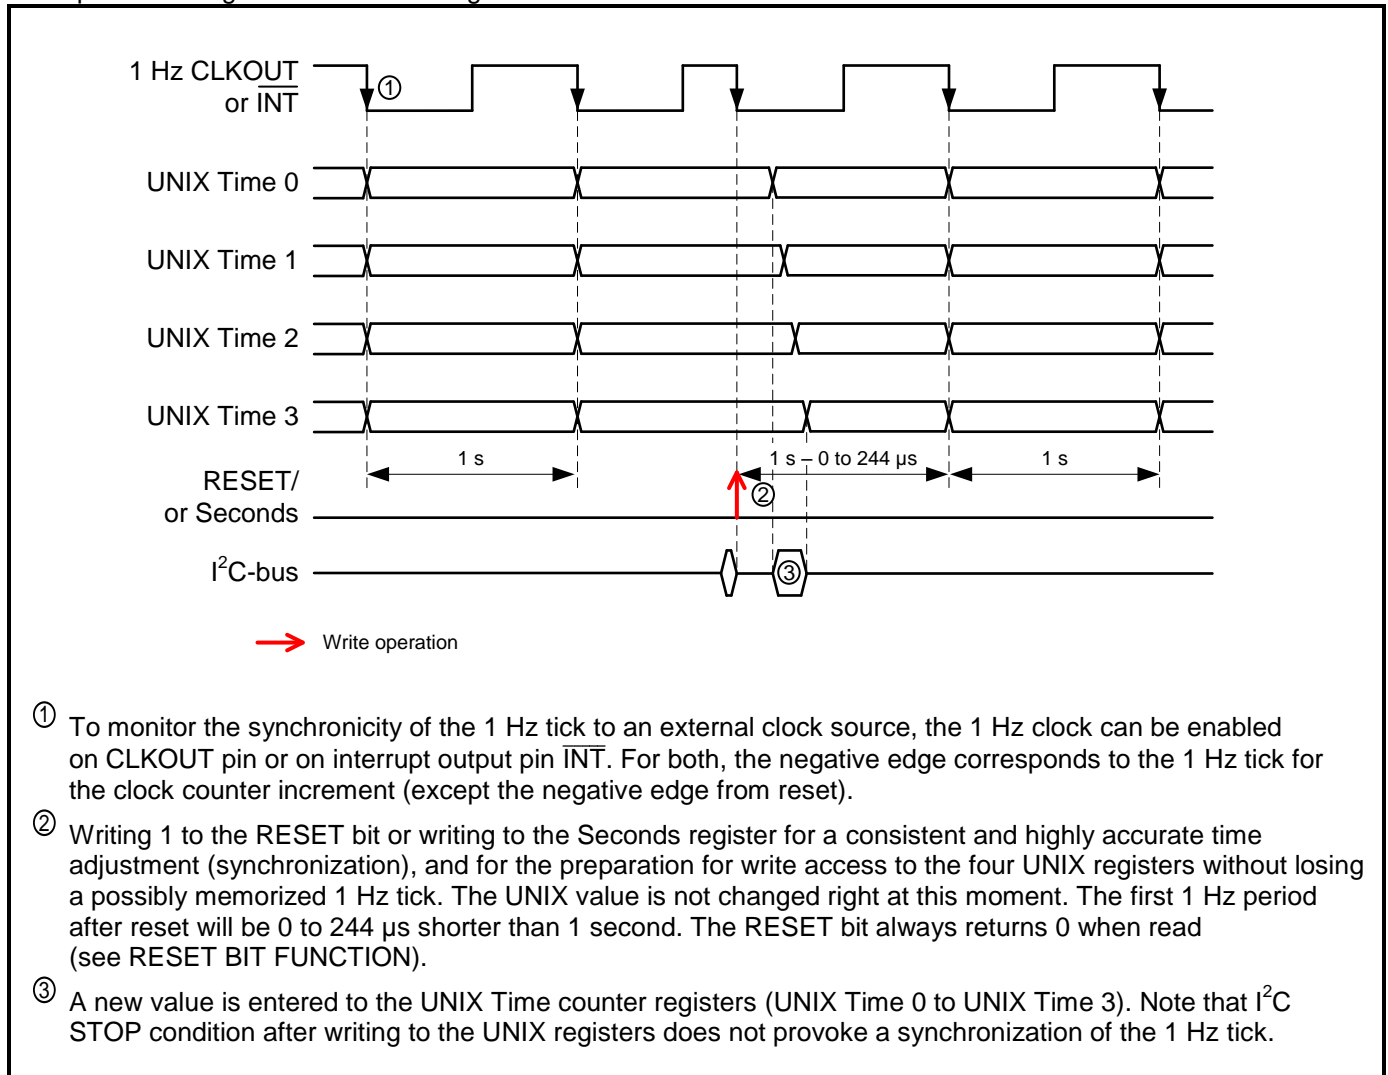 1 Hz CLKOUT
or INT
①
UNIX Time 0
UNIX Time 1
UNIX Time 2
UNIX Time 3
1 s
1 s – 0 to 244 µs
1 s
RESET/
or Seconds
②
I²C-bus
③
Write operation
① To monitor the synchronicity of the 1 Hz tick to an external clock source, the 1 Hz clock can be enabled
on CLKOUT pin or on interrupt output pin INT. For both, the negative edge corresponds to the 1 Hz tick for
the clock counter increment (except the negative edge from reset).
② Writing 1 to the RESET bit or writing to the Seconds register for a consistent and highly accurate time
adjustment (synchronization), and for the preparation for write access to the four UNIX registers without losing
a possibly memorized 1 Hz tick. The UNIX value is not changed right at this moment. The first 1 Hz period
after reset will be 0 to 244 µs shorter than 1 second. The RESET bit always returns 0 when read
(see RESET BIT FUNCTION).
③ A new value is entered to the UNIX Time counter registers (UNIX Time 0 to UNIX Time 3). Note that I²C
STOP condition after writing to the UNIX registers does not provoke a synchronization of the 1 Hz tick.